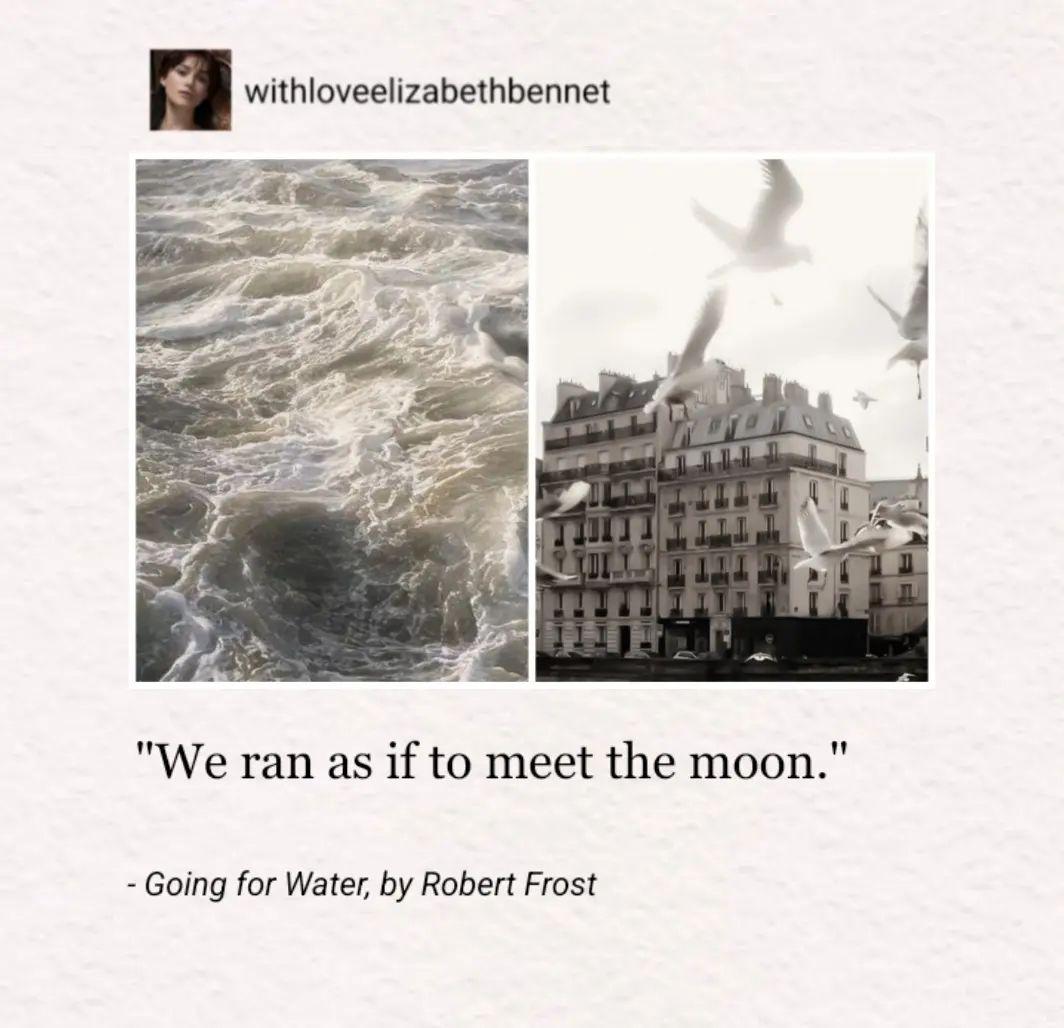 withloveelizabethbennet
"We ran as if to meet the moon."
- Going for Water, by Robert Frost